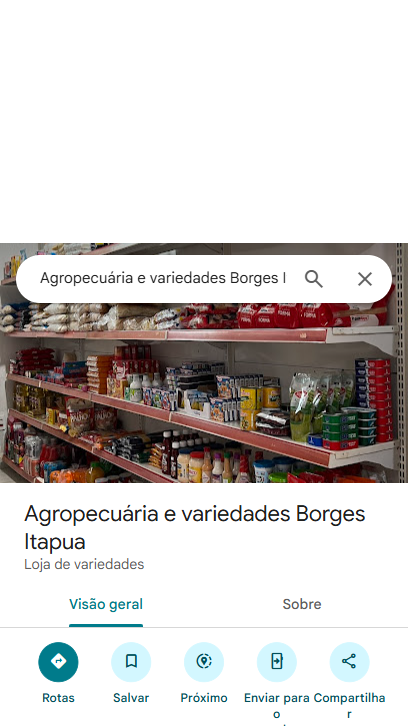 Agropecuária e variedades Borges I
Agropecuária e variedades Borges
Itapua
Loja de variedades
Visão geral
Sobre
Rotas
Salvar
Próximo
Enviar para o
Compartilhar